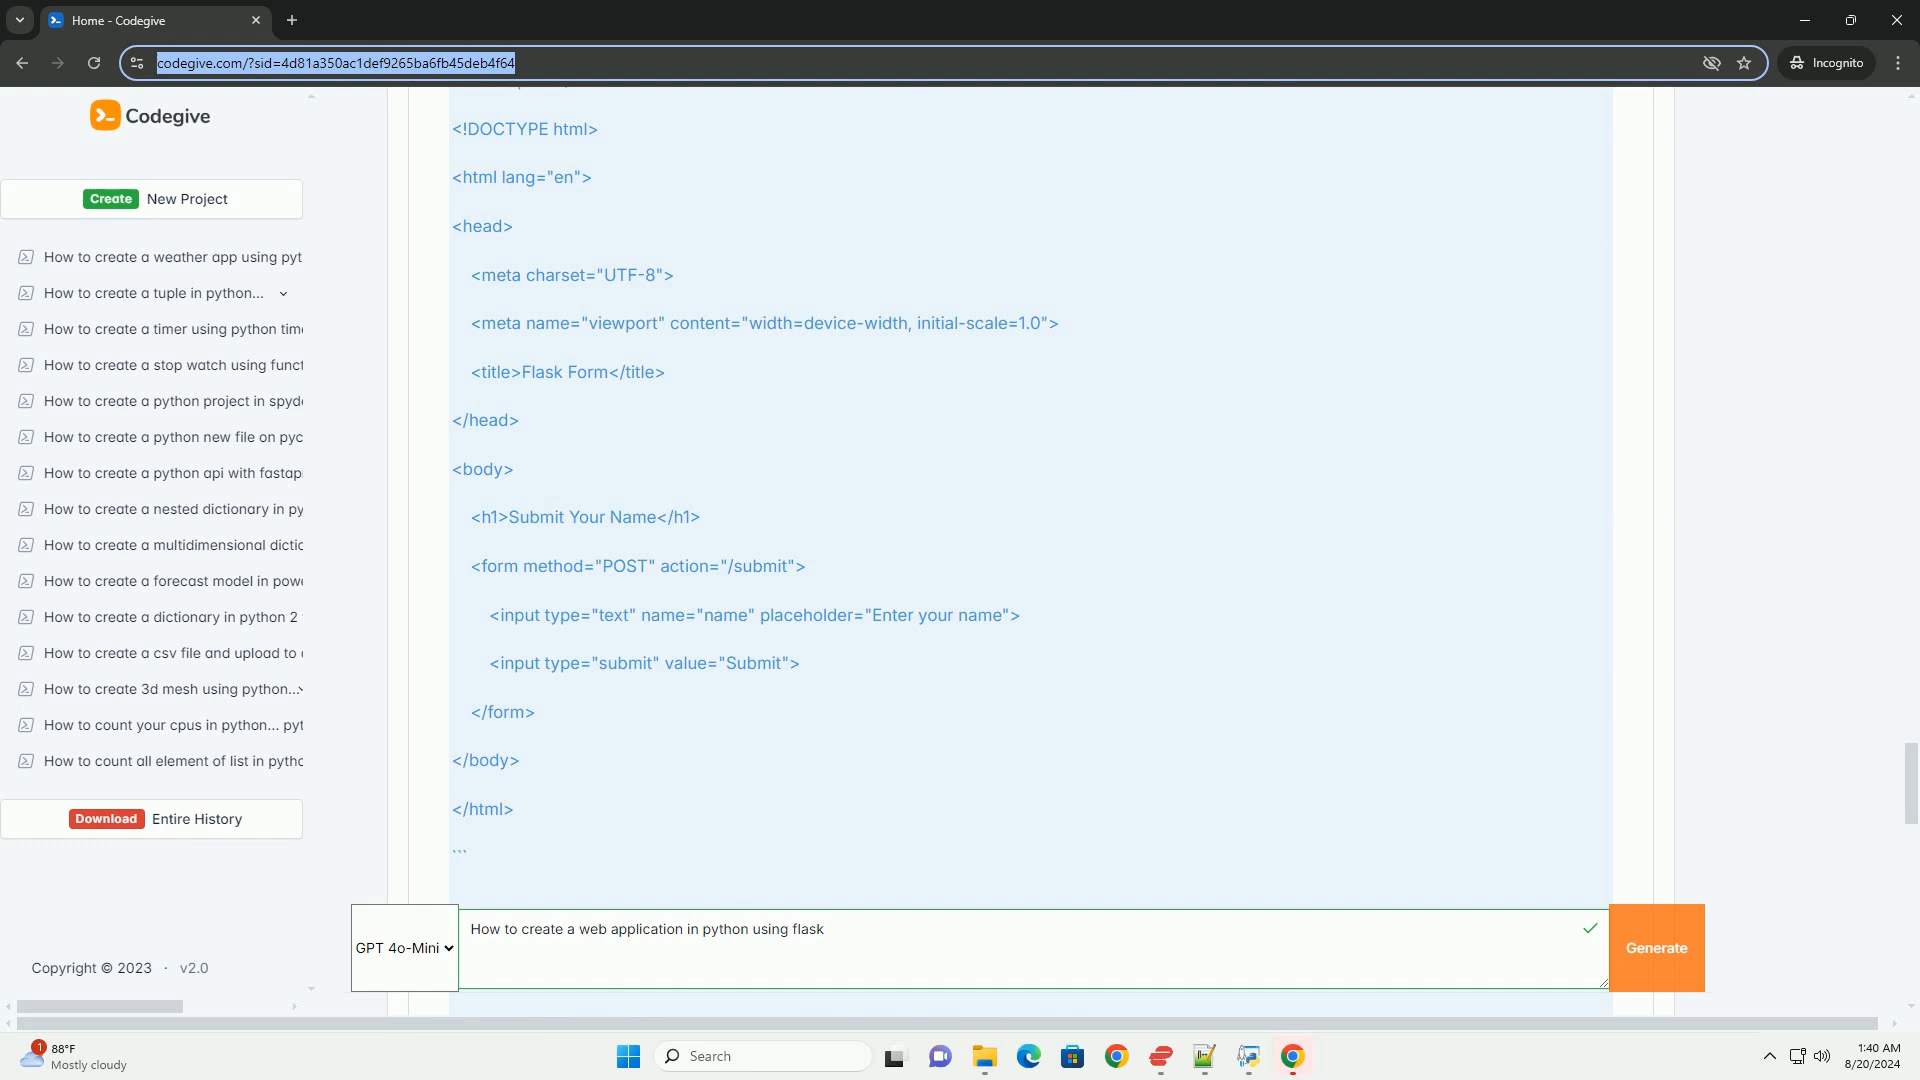 Home - Codegive
codegive.com/?sid=4d81a350ac1def9265ba6fb45deb4f64
Incognito
Codegive
Create New Project
How to create a weather app using pyt
How to create a tuple in python...
How to create a timer using python tim
How to create a stop watch using funct
How to create a python project in spyd
How to create a python new file on pyc
How to create a python api with fastap
How to create a nested dictionary in py
How to create a multidimensional dictic
How to create a forecast model in powe
How to create a dictionary in python 2
How to create a csv file and upload to
How to create 3d mesh using python...
How to count your cpus in python... pyt
How to count all element of list in pytho
Download Entire History
Copyright © 2023 · v2.0
<!DOCTYPE html>
<html lang="en">
<head>
<meta charset="UTF-8">
<meta name="viewport" content="width=device-width, initial-scale=1.0">
<title>Flask Form</title>
</head>
<body>
<h1>Submit Your Name</h1>
<form method="POST" action="/submit">
<input type="text" name="name" placeholder="Enter your name">
<input type="submit" value="Submit">
</form>
</body>
</html>
```
GPT 4o-Mini
How to create a web application in python using flask
Generate
1
88°F
Mostly cloudy
Search
1:40 AM
8/20/2024